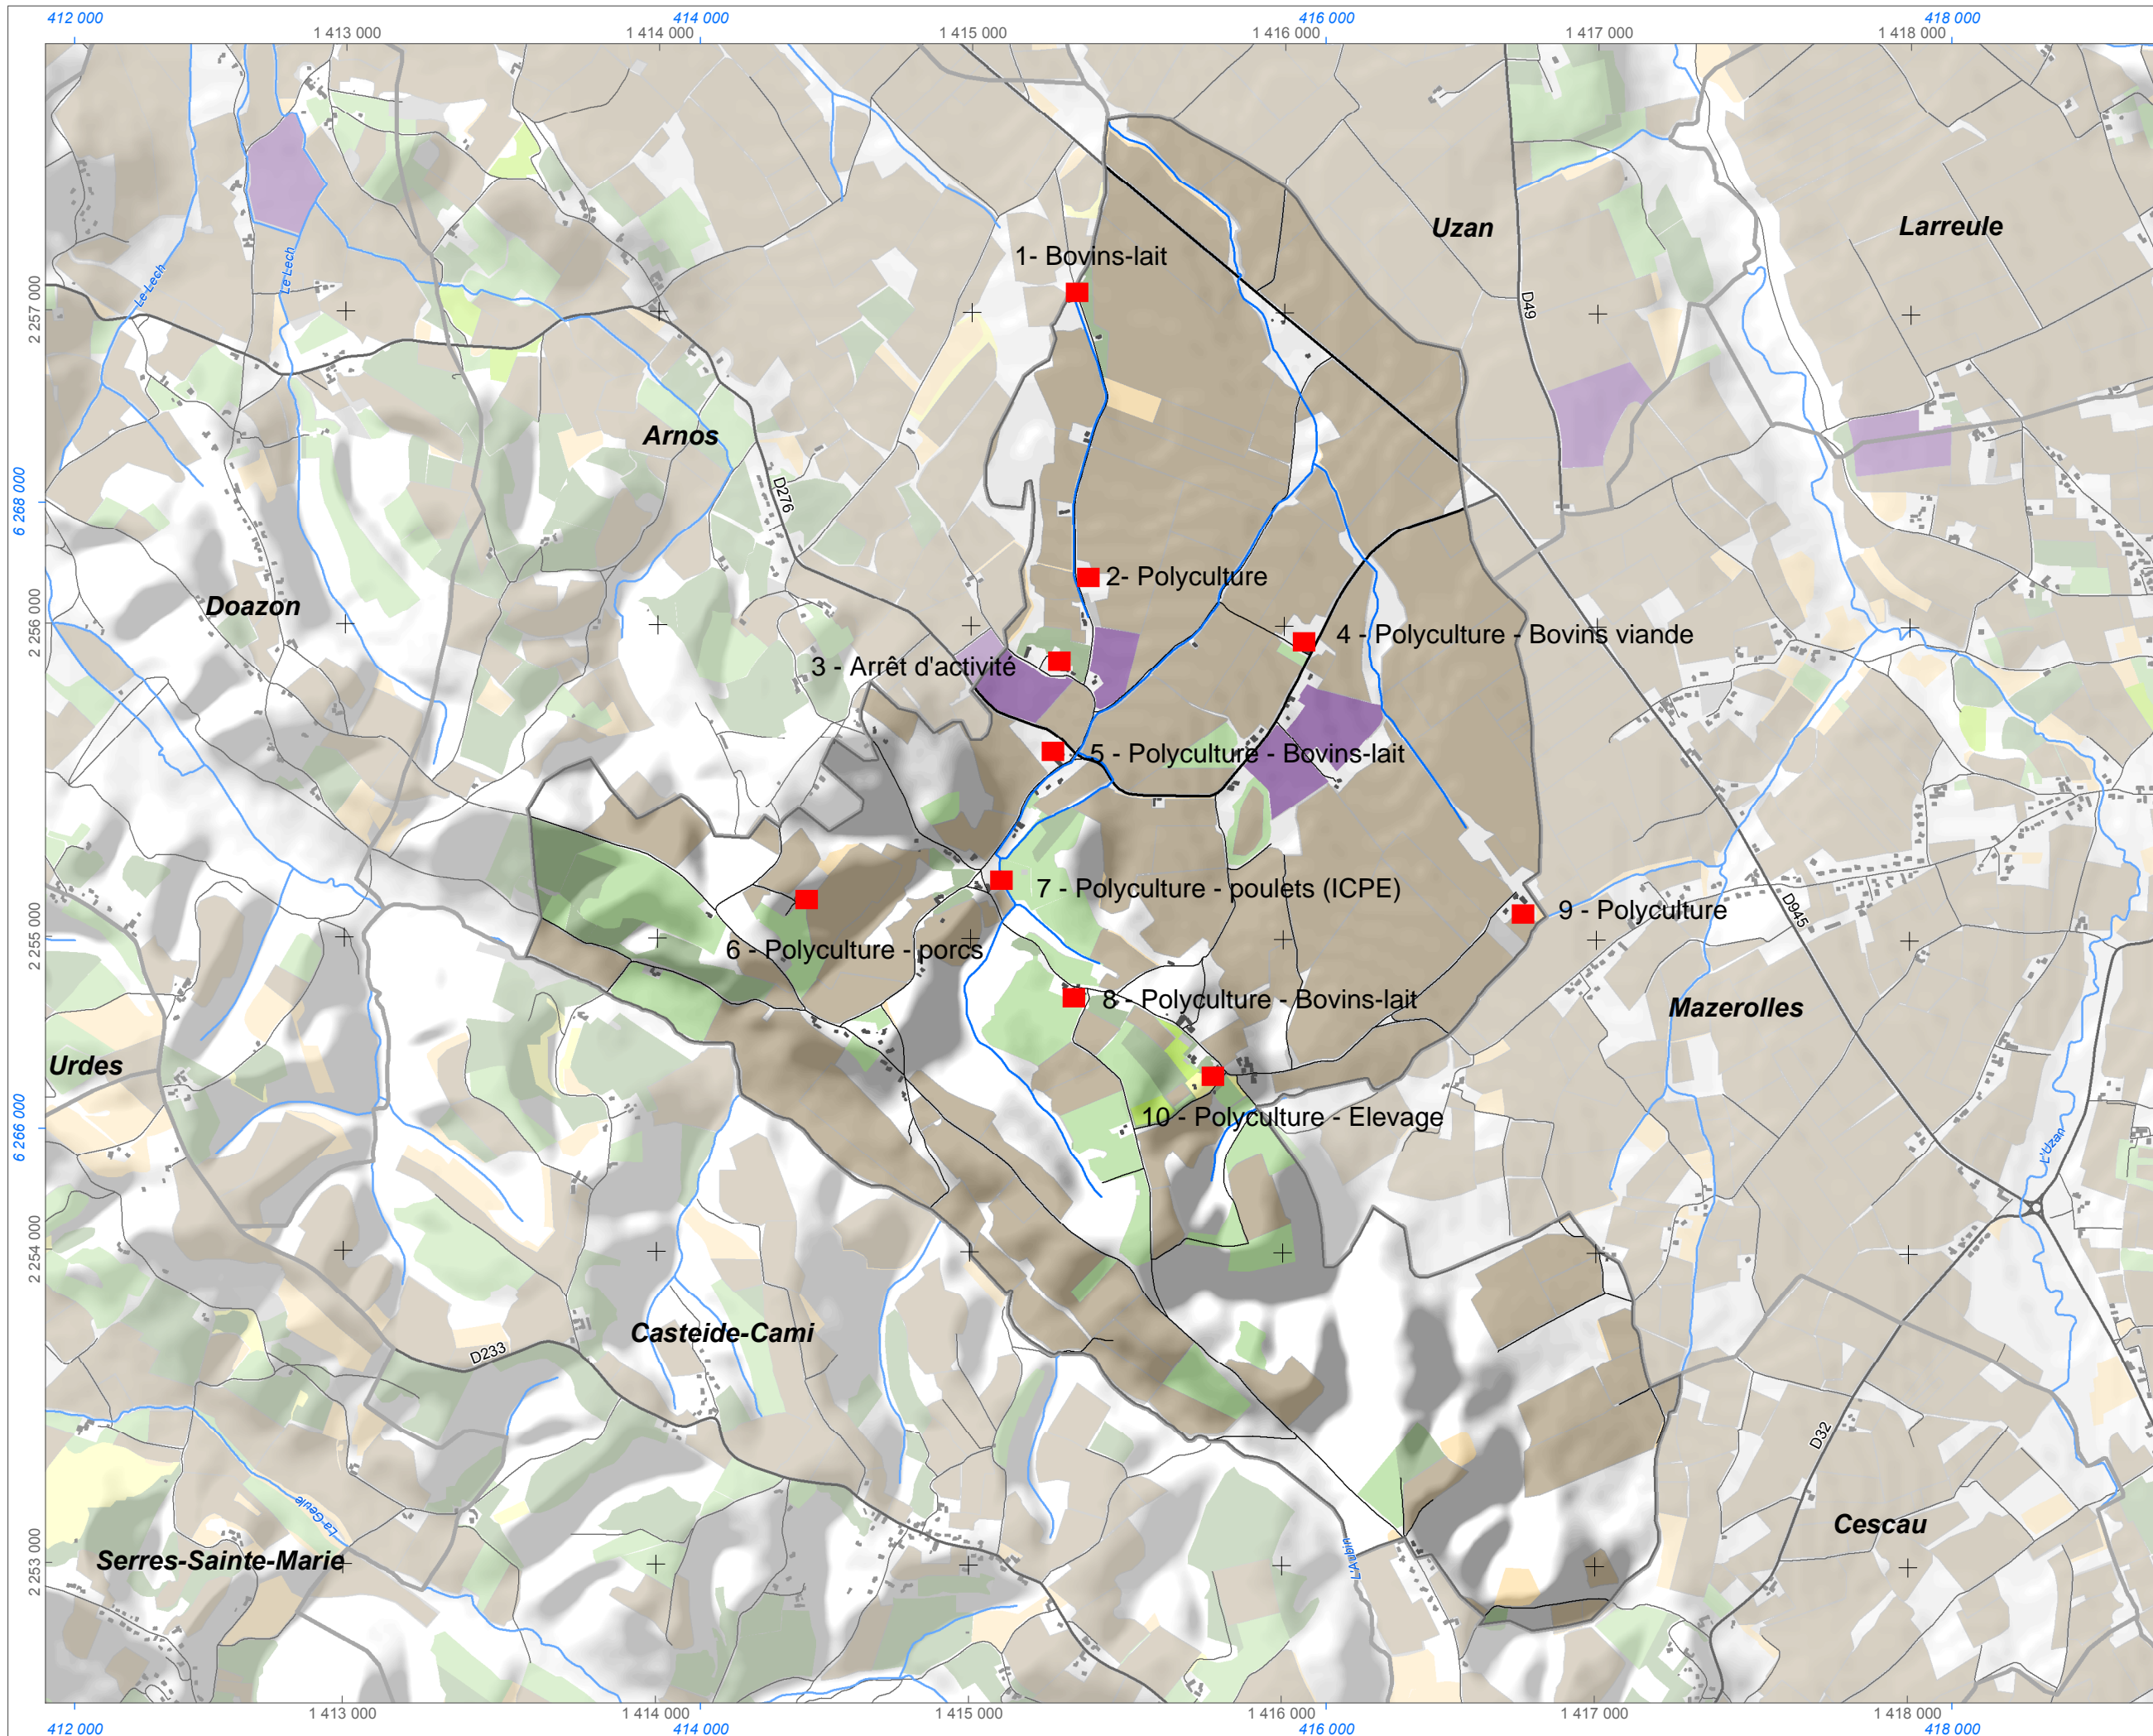 412 000
414 000
416 000
418 000
1 413 000
1 414 000
1 415 000
1 416 000
1 417 000
1 418 000
Uzan
Larreule
1- Bovins-lait
Le Lech
Le Lech
2 257 000
D49
Arnos
D276
6 268 000
2- Polyculture
Doazon
2 256 000
4 - Polyculture - Bovins viande
3 - Arrêt d'activité
5 - Polyculture - Bovins-lait
7 - Polyculture - poulets (ICPE)
9 - Polyculture
D945
2 255 000
6 - Polyculture - porcs
8 - Polyculture - Bovins-lait
Mazerolles
Urdes
10 - Polyculture - Elevage
6 266 000
L'Uzan
2 254 000
Casteide-Cami
D233
D32
La Geule
Cescau
L'Aubin
Serres-Sainte-Marie
2 253 000
1 413 000
1 414 000
1 415 000
1 416 000
1 417 000
1 418 000
412 000
414 000
416 000
418 000